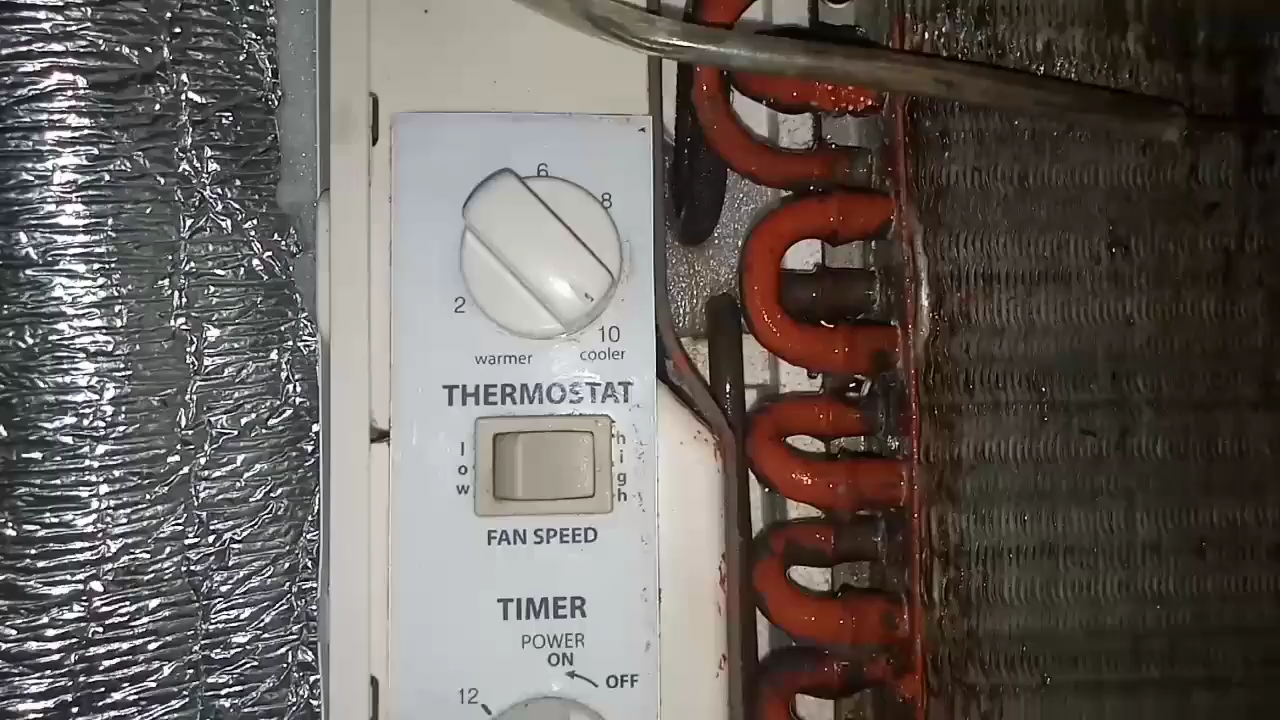 6
8
2
10
warmer cooler
THERMOSTAT
low high
FAN SPEED
TIMER
POWER
ON
OFF
12